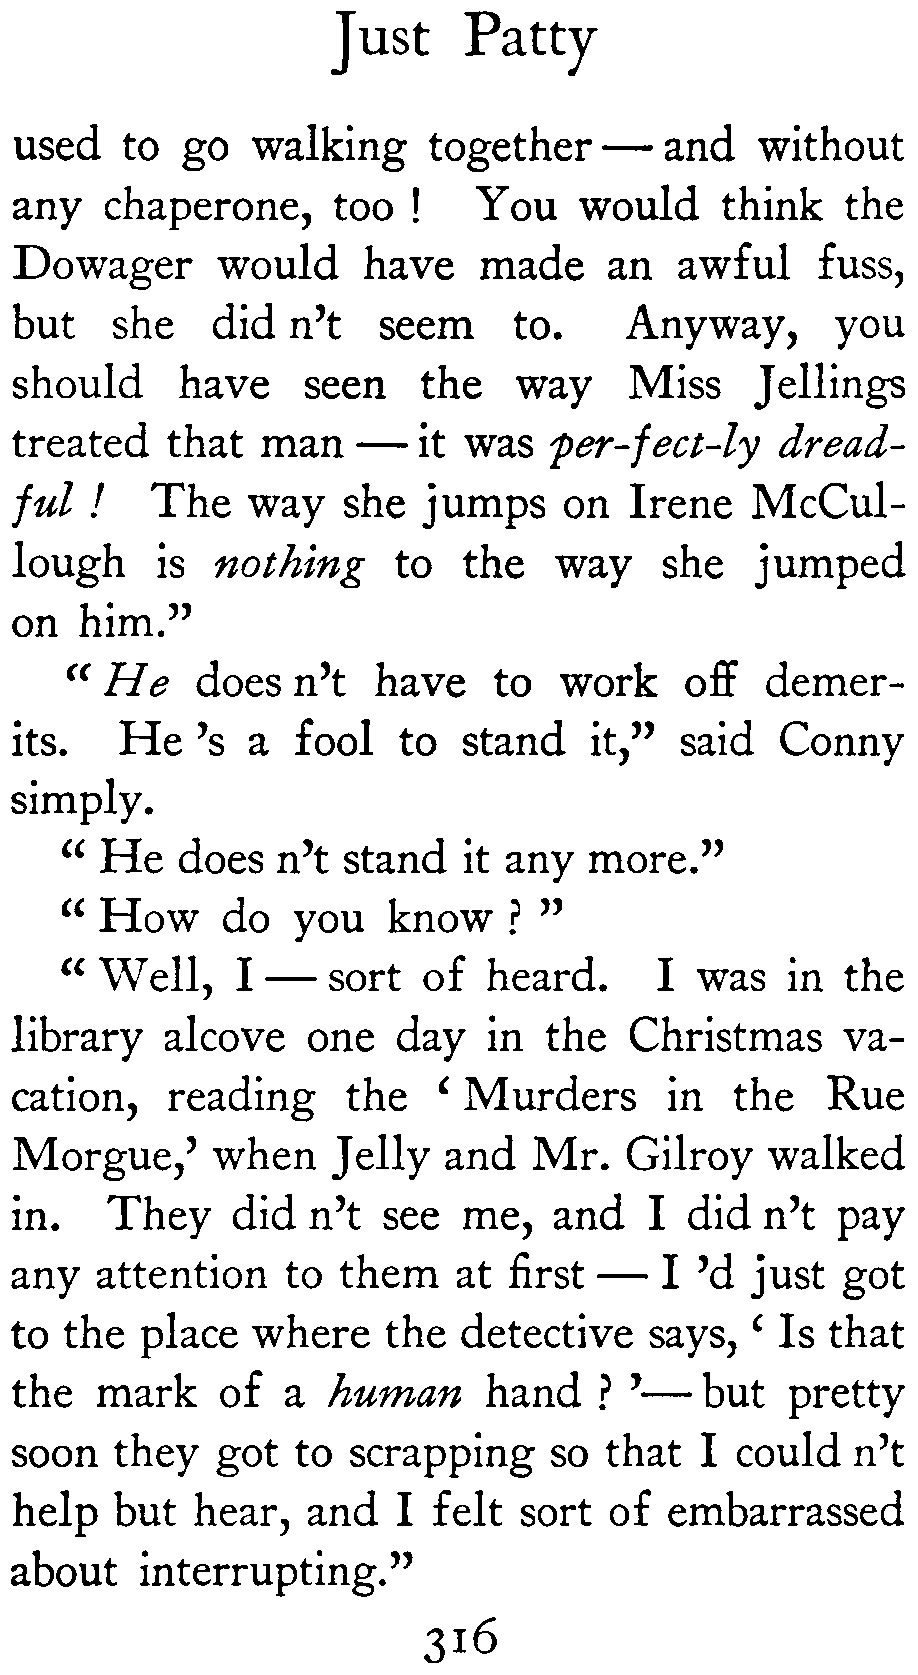 Just Patty
used to go walking together — and without
any chaperone, too ! You would think the
Dowager would have made an awful fuss,
but she did n't seem to. Anyway, you
should have seen the way Miss Jellings
treated that man — it was per-fect-ly dread-
ful ! The way she jumps on Irene McCul-
lough is nothing to the way she jumped
on him.”
“ He does n't have to work off demer-
its. He 's a fool to stand it,” said Conny
simply.
“ He does n't stand it any more.”
“ How do you know ? ”
“ Well, I — sort of heard. I was in the
library alcove one day in the Christmas va-
cation, reading the ‘ Murders in the Rue
Morgue,’ when Jelly and Mr. Gilroy walked
in. They did n't see me, and I did n't pay
any attention to them at first — I 'd just got
to the place where the detective says, ‘ Is that
the mark of a human hand ? ’— but pretty
soon they got to scrapping so that I could n't
help but hear, and I felt sort of embarrassed
about interrupting.”
316